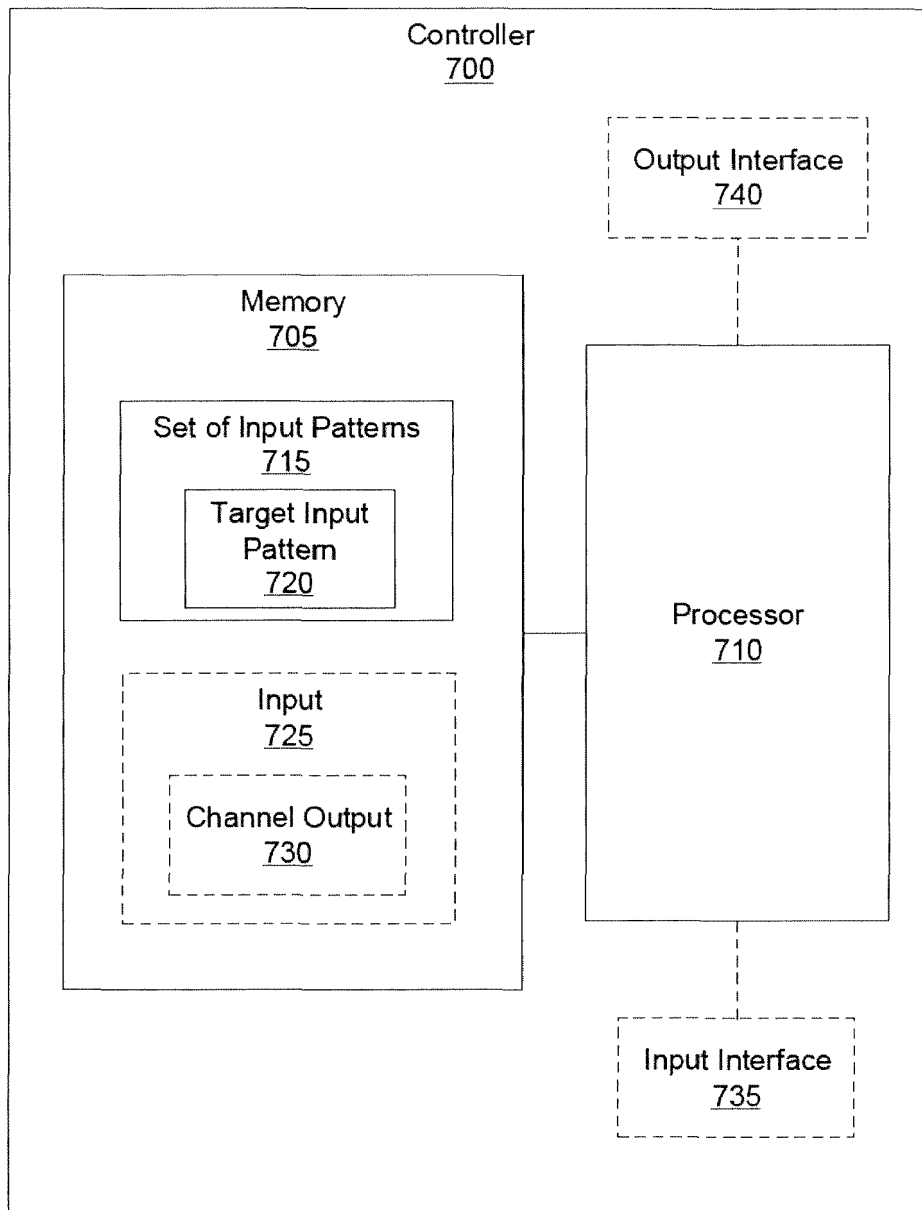 Controller
700
Output Interface
740
Memory
705
Set of Input Patterns
715
Target Input
Pattern
720
Processor
710
Input
725
Channel Output
730
Input Interface
735